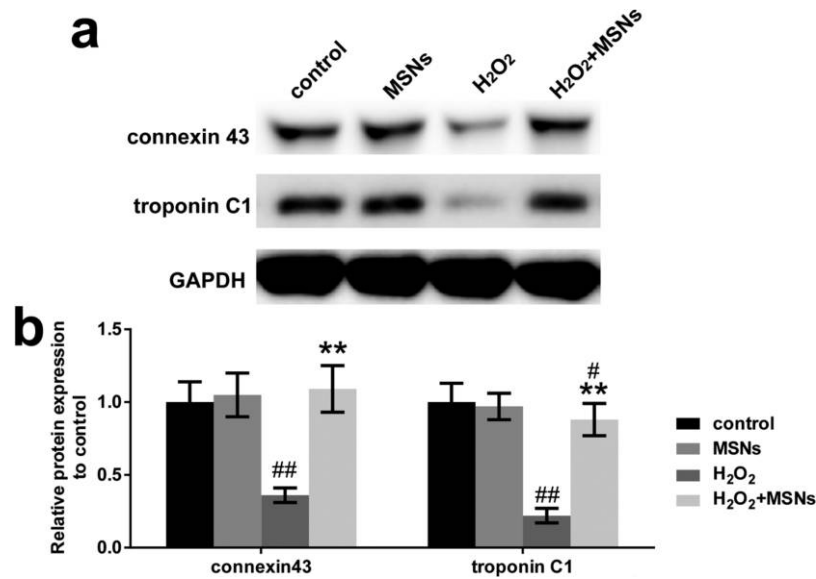 a
control MSNs H₂O₂ H₂O₂+MSNs
connexin 43
troponin C1
GAPDH
b
Relative protein expression
to control
1.5
1.0
0.5
0.0
**
##
#
**
##
connexin43 troponin C1
control
MSNs
H₂O₂
H₂O₂+MSNs